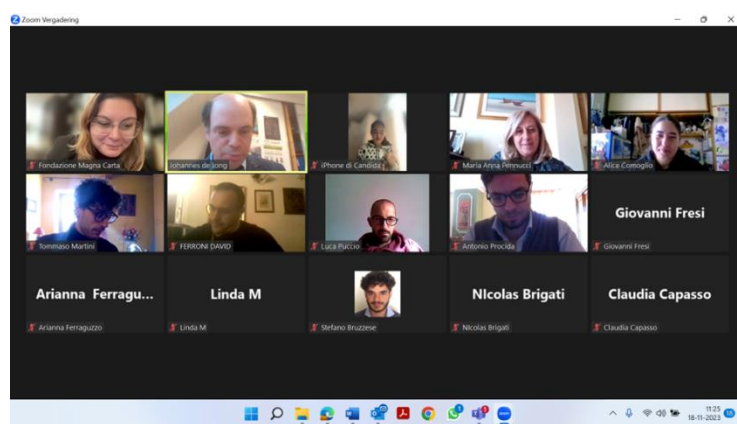 Zoom Vergadering
Fondazione Magna Carta
Johannes de Jong
iPhone di Candida
Maria Anna Pennucci
Alice Comoglio
Tommaso Martini
FERRONI DAVID
Luca Puccio
Antonio Procida
Giovanni Fresi
Giovanni Fresi
Arianna Ferragu...
Arianna Ferraguzzo
Linda M
Linda M
Stefano Bruzzese
NIcolas Brigati
NIcolas Brigati
Claudia Capasso
Claudia Capasso
11:25
18-11-2023